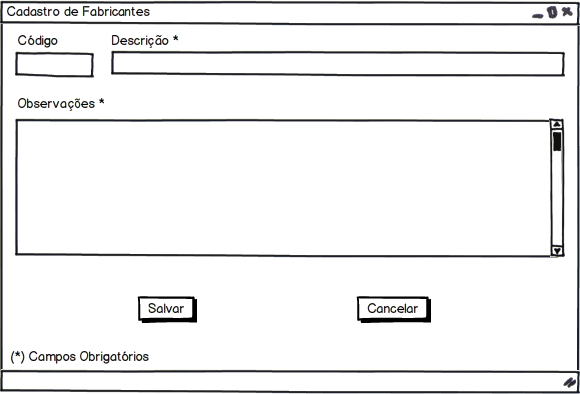 Cadastro de Fabricantes
Código Descrição *
Observações *
Salvar Cancelar
(*) Campos Obrigatórios